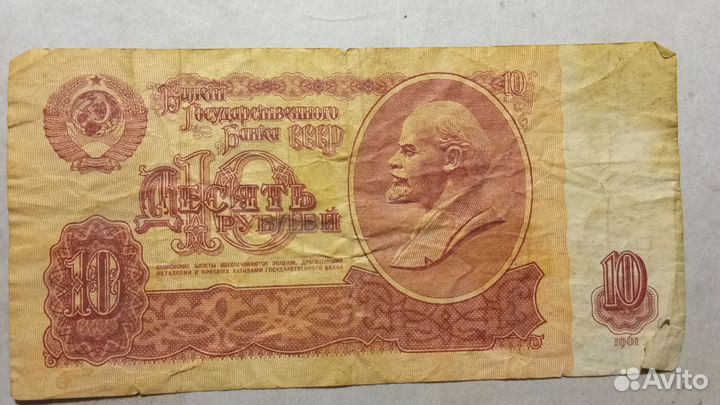 Билет
Государственного
Банка СССР
10
10
Десять
рублей
БАНКОВСКИЕ БИЛЕТЫ ОБЕСПЕЧИВАЮТСЯ ЗОЛОТОМ, ДРАГОЦЕННЫМИ
МЕТАЛЛАМИ И ПРОЧИМИ АКТИВАМИ ГОСУДАРСТВЕННОГО БАНКА
10
10
1961
Avito